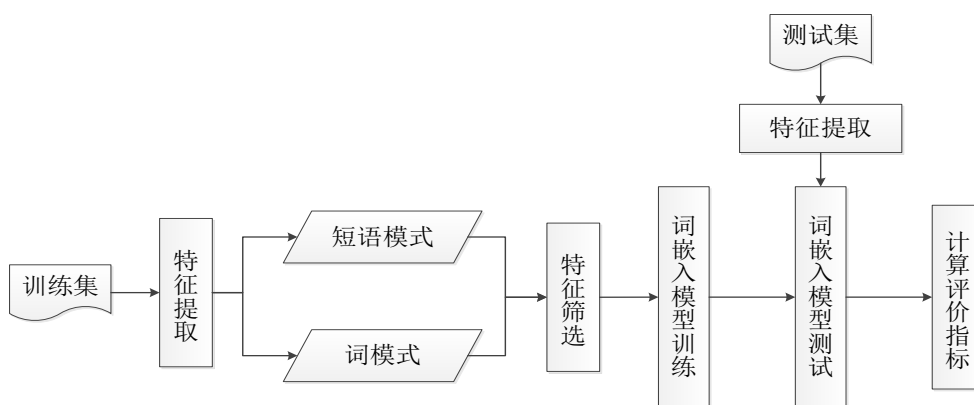 测试集
特征提取
训练集
特征提取
短语模式
词模式
特征筛选
词嵌入模型训练
词嵌入模型测试
计算评价指标